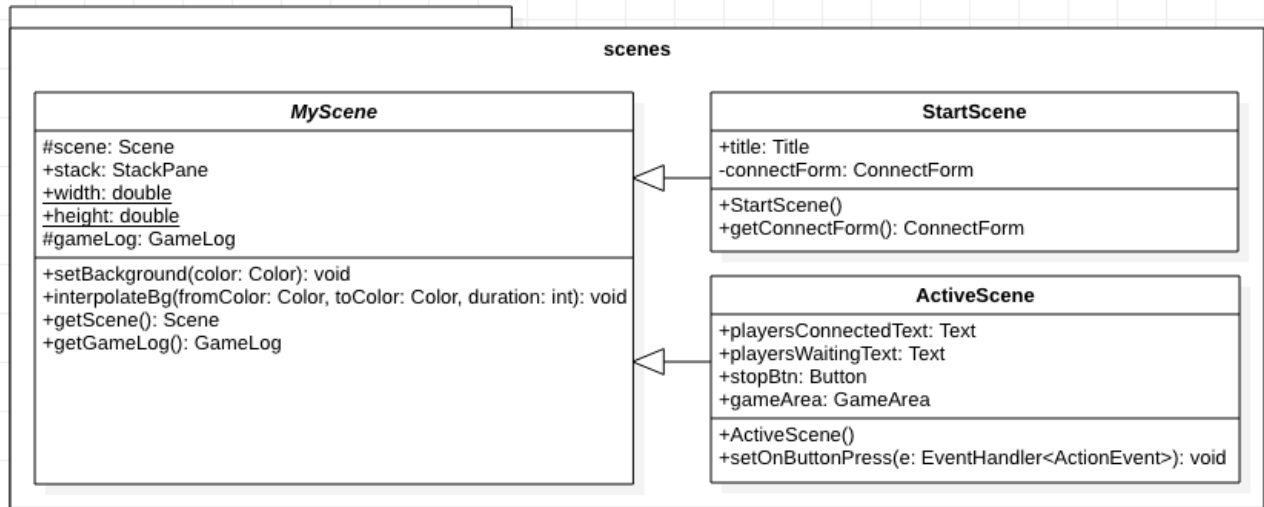 scenes
MyScene
#scene: Scene
+stack: StackPane
+width: double
+height: double
#gameLog: GameLog
+setBackground(color: Color): void
+interpolateBg(fromColor: Color, toColor: Color, duration: int): void
+getScene(): Scene
+getGameLog(): GameLog
StartScene
+title: Title
-connectForm: ConnectForm
+StartScene()
+getConnectForm(): ConnectForm
ActiveScene
+playersConnectedText: Text
+playersWaitingText: Text
+stopBtn: Button
+gameArea: GameArea
+ActiveScene()
+setOnButtonPress(e: EventHandler<ActionEvent>): void